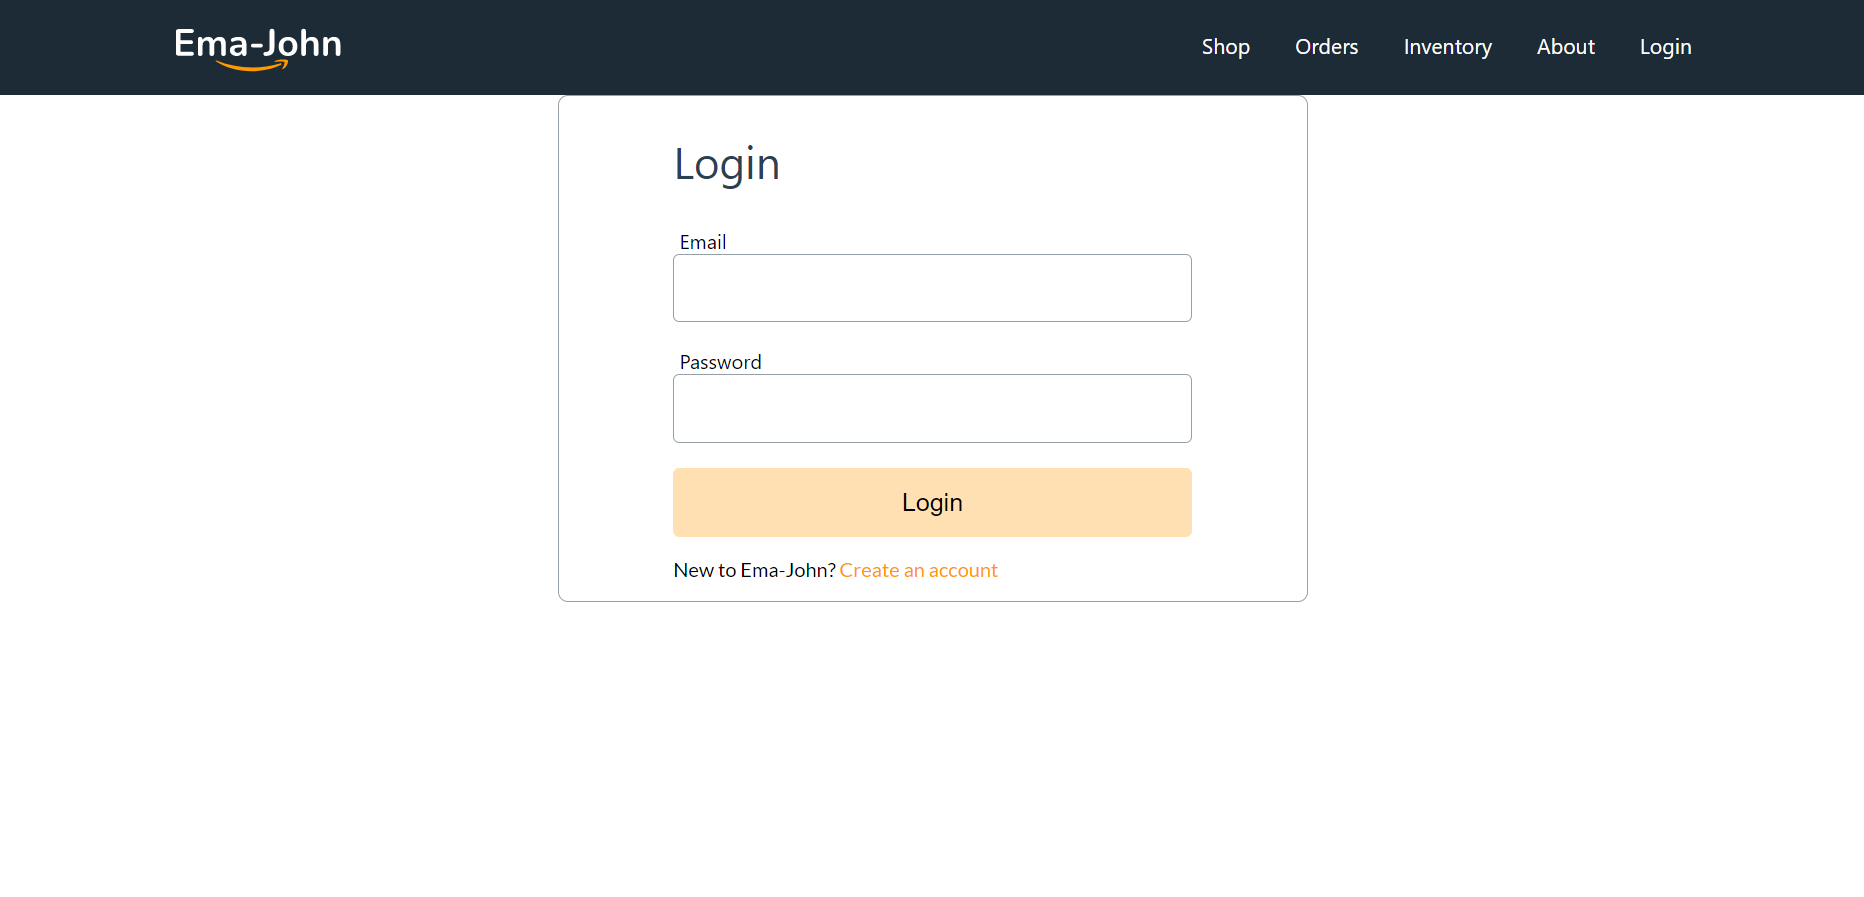 Ema-John
Shop Orders Inventory About Login
Login
Email
Password
Login
New to Ema-John? Create an account